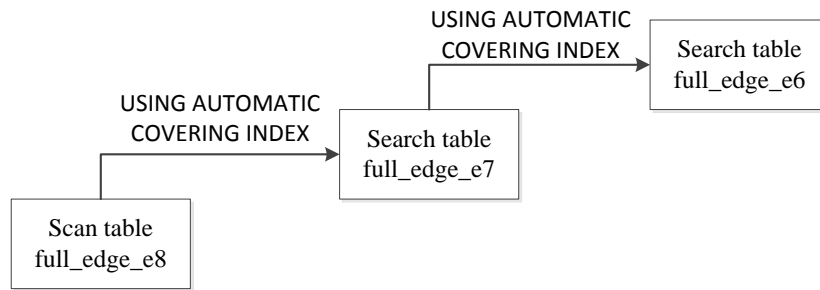 USING AUTOMATIC
COVERING INDEX
Search table
full_edge_e6
USING AUTOMATIC
COVERING INDEX
Search table
full_edge_e7
Scan table
full_edge_e8